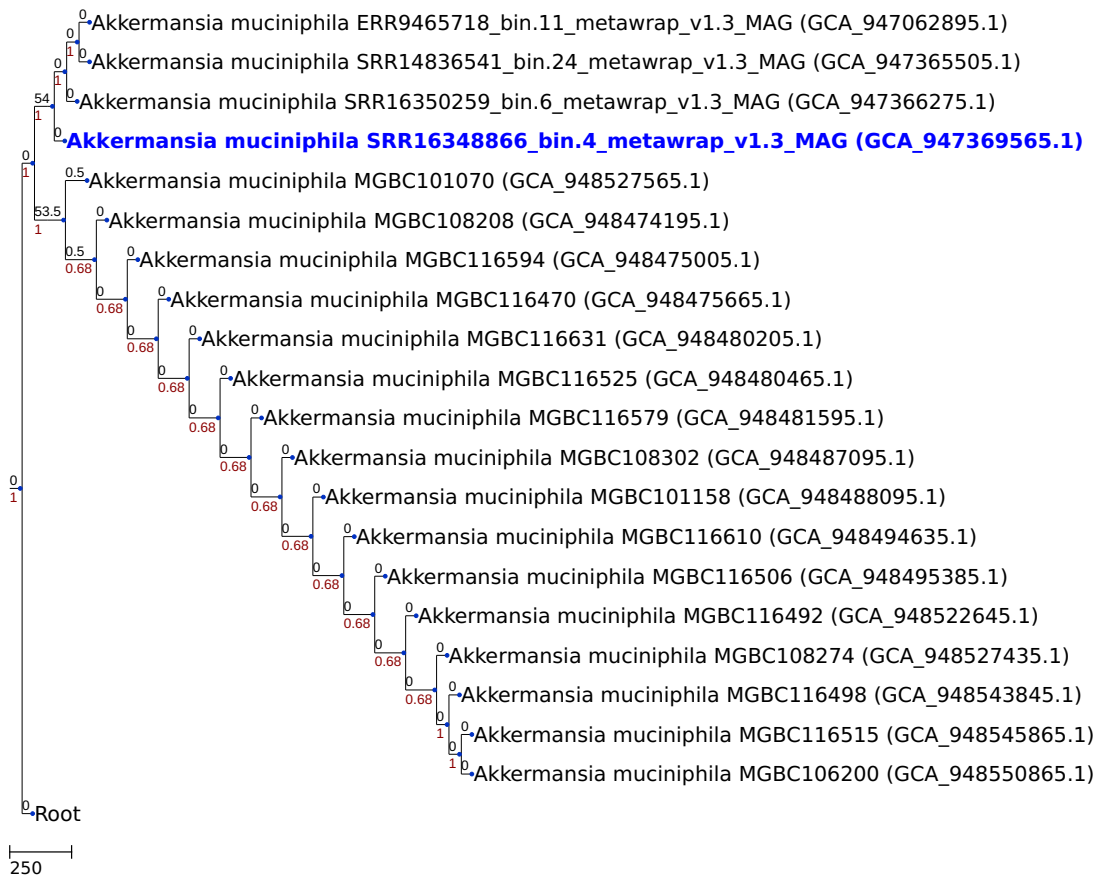 0
Akkermansia muciniphila ERR9465718_bin.11_metawrap_v1.3_MAG (GCA_947062895.1)
0
1
0
Akkermansia muciniphila SRR14836541_bin.24_metawrap_v1.3_MAG (GCA_947365505.1)
0
1
0
Akkermansia muciniphila SRR16350259_bin.6_metawrap_v1.3_MAG (GCA_947366275.1)
54
1
0
Akkermansia muciniphila SRR16348866_bin.4_metawrap_v1.3_MAG (GCA_947369565.1)
0
1
0.5
Akkermansia muciniphila MGBC101070 (GCA_948527565.1)
53.5
1
0
Akkermansia muciniphila MGBC108208 (GCA_948474195.1)
0.5
0.68
0
Akkermansia muciniphila MGBC116594 (GCA_948475005.1)
0
0.68
0
Akkermansia muciniphila MGBC116470 (GCA_948475665.1)
0
0.68
0
Akkermansia muciniphila MGBC116631 (GCA_948480205.1)
0
0.68
0
Akkermansia muciniphila MGBC116525 (GCA_948480465.1)
0
0.68
0
Akkermansia muciniphila MGBC116579 (GCA_948481595.1)
0
0.68
0
Akkermansia muciniphila MGBC108302 (GCA_948487095.1)
0
0.68
0
Akkermansia muciniphila MGBC101158 (GCA_948488095.1)
0
1
0
0.68
0
Akkermansia muciniphila MGBC116610 (GCA_948494635.1)
0
0.68
0
Akkermansia muciniphila MGBC116506 (GCA_948495385.1)
0
0.68
0
Akkermansia muciniphila MGBC116492 (GCA_948522645.1)
0
0.68
0
Akkermansia muciniphila MGBC108274 (GCA_948527435.1)
0
0.68
0
Akkermansia muciniphila MGBC116498 (GCA_948543845.1)
0
1
0
Akkermansia muciniphila MGBC116515 (GCA_948545865.1)
0
1
0
Akkermansia muciniphila MGBC106200 (GCA_948550865.1)
0
Root
250